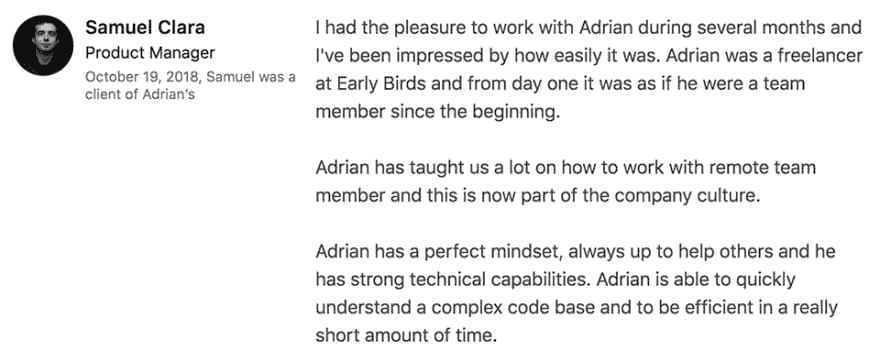 Samuel Clara
Product Manager
October 19, 2018, Samuel was a
client of Adrian's
I had the pleasure to work with Adrian during several months and
I've been impressed by how easily it was. Adrian was a freelancer
at Early Birds and from day one it was as if he were a team
member since the beginning.
Adrian has taught us a lot on how to work with remote team
member and this is now part of the company culture.
Adrian has a perfect mindset, always up to help others and he
has strong technical capabilities. Adrian is able to quickly
understand a complex code base and to be efficient in a really
short amount of time.